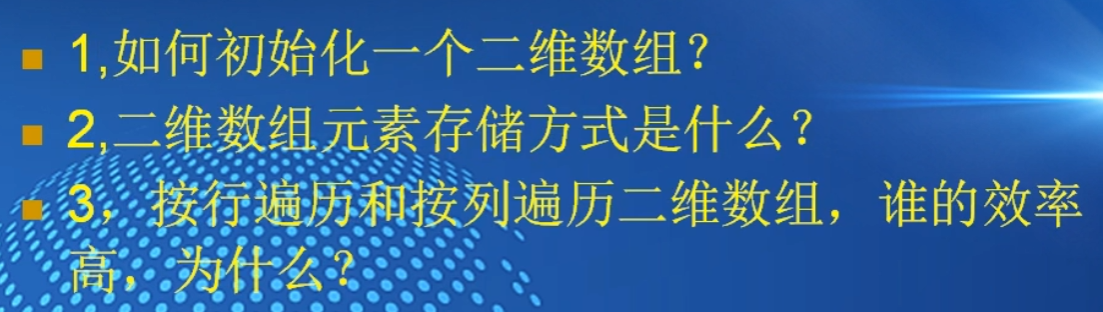 1,如何初始化一个二维数组？
2,二维数组元素存储方式是什么？
3，按行遍历和按列遍历二维数组，谁的效率
高，为什么？